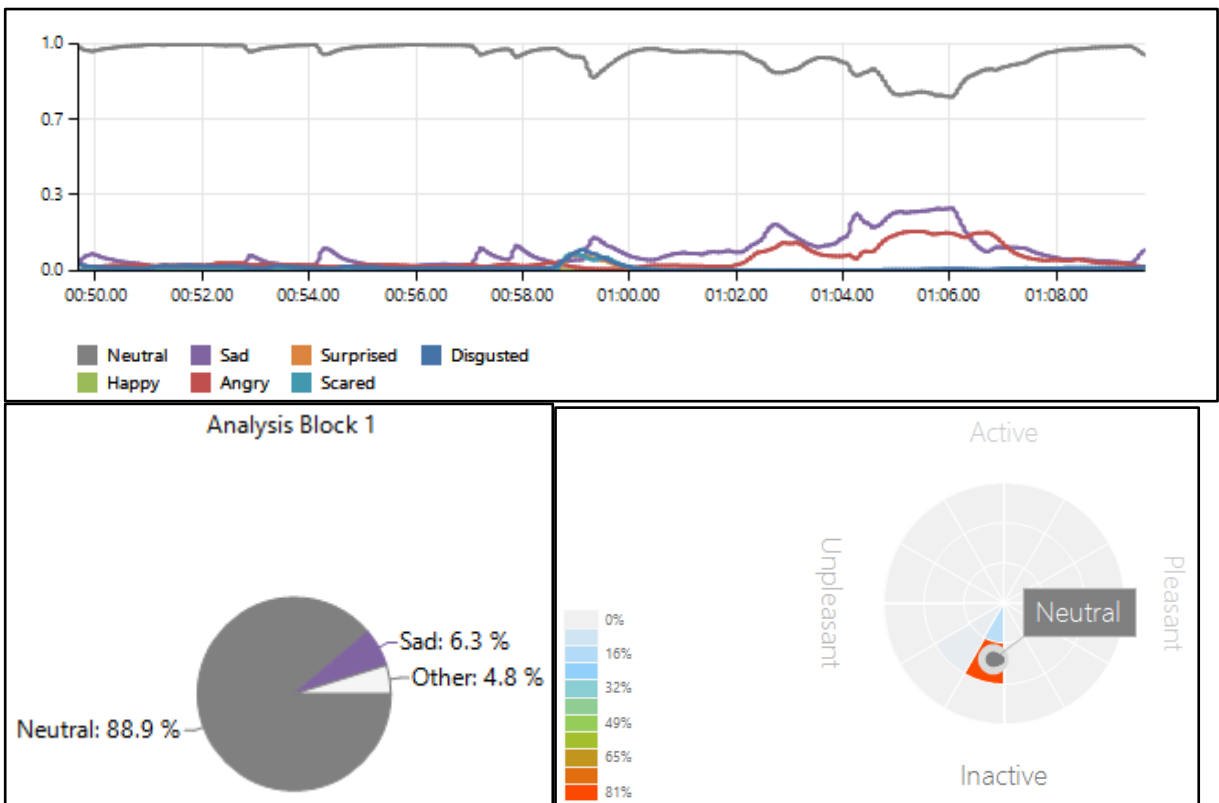 1.0
0.7
0.3
0.0
00:50.00 00:52.00 00:54.00 00:56.00 00:58.00 01:00.00 01:02.00 01:04.00 01:06.00 01:08.00
Neutral Sad Surprised Disgusted
Happy Angry Scared
Analysis Block 1
Sad: 6.3 %
Other: 4.8 %
Neutral: 88.9 %
Active
Unpleasant
Pleasant
Neutral
Inactive
0%
16%
32%
49%
65%
81%